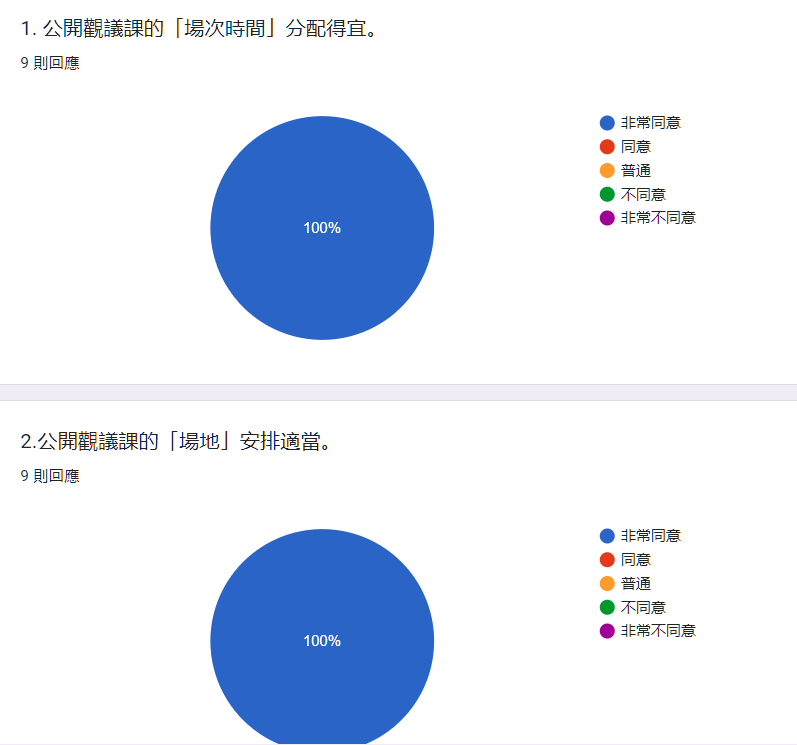 1. 公開觀議課的「場次時間」分配得宜。
9 則回應
100%
非常同意
同意
普通
不同意
非常不同意
2.公開觀議課的「場地」安排適當。
9 則回應
100%
非常同意
同意
普通
不同意
非常不同意